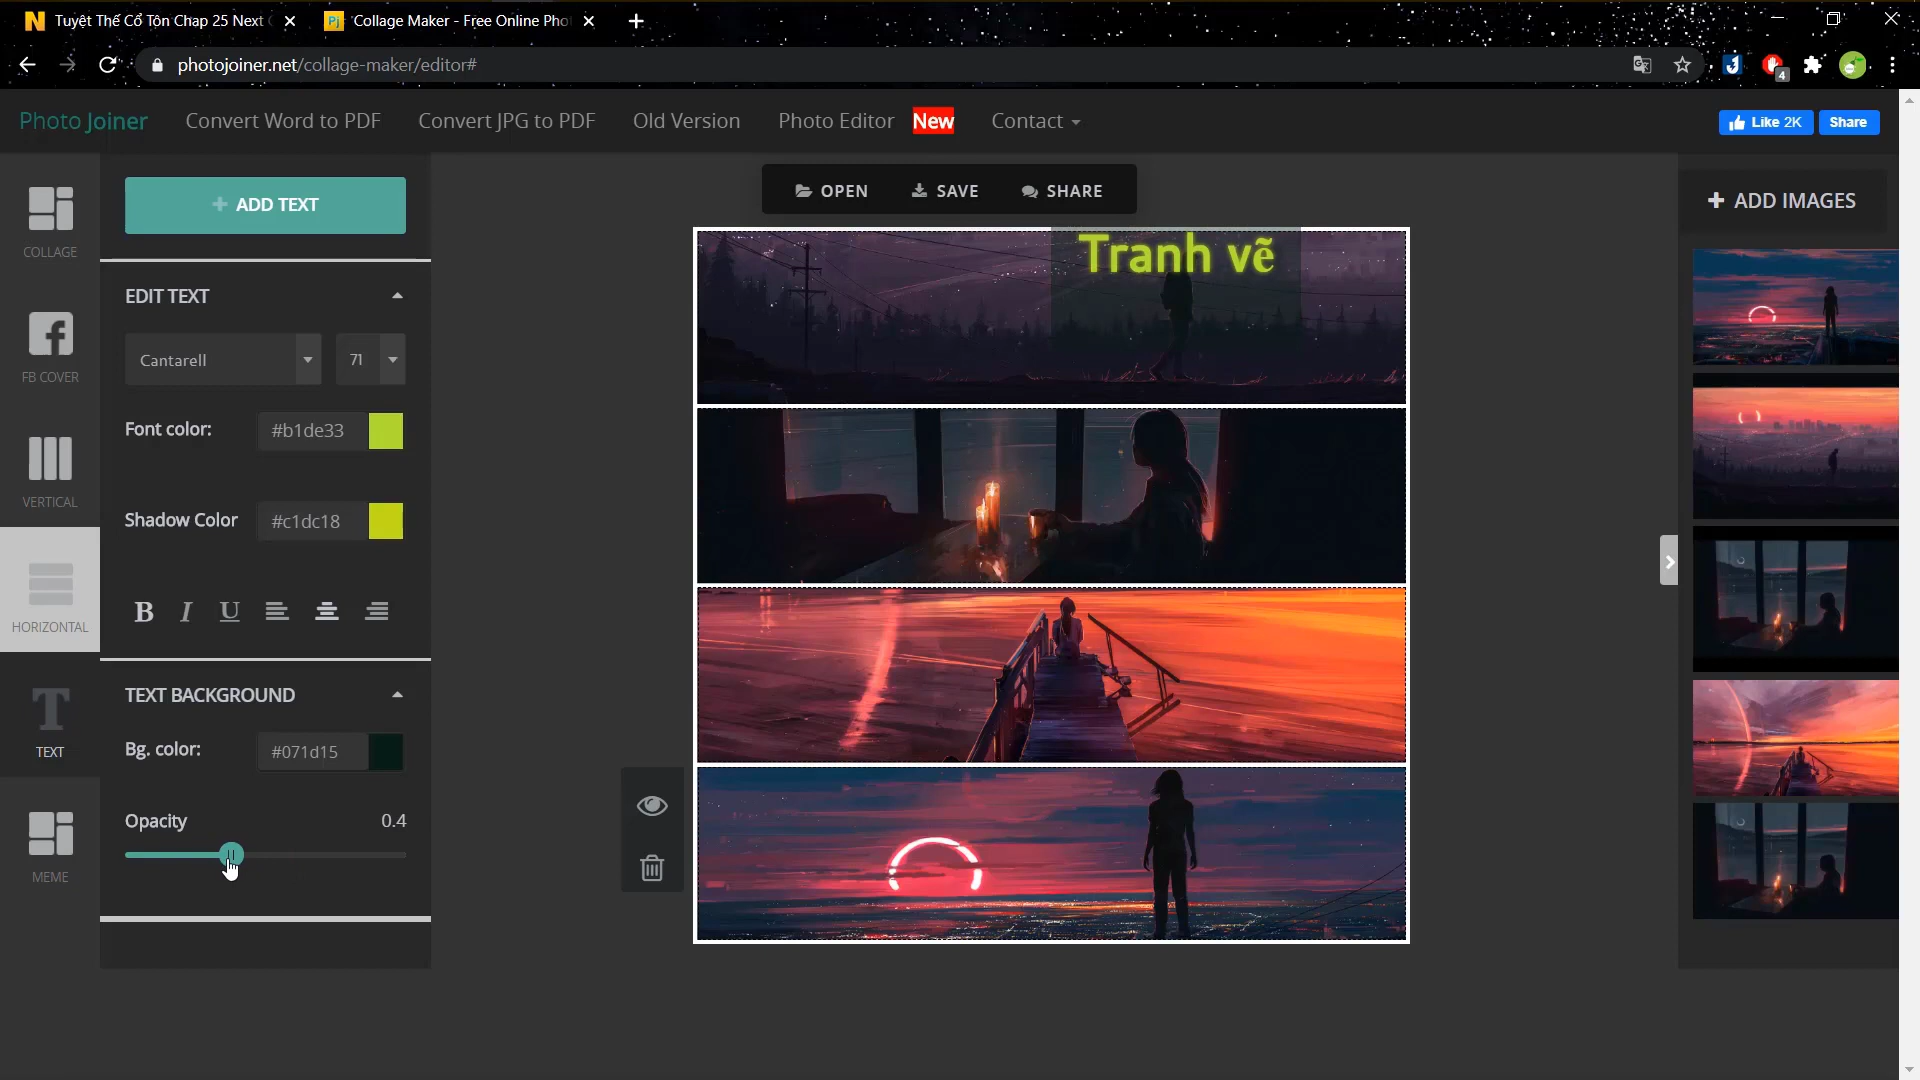 Tuyệt Thế Cổ Tôn Chap 25 Next
Collage Maker - Free Online Pho
photojoiner.net/collage-maker/editor#
4
Photo Joiner
Convert Word to PDF
Convert JPG to PDF
Old Version
Photo Editor
New
Contact
Like 2K
Share
COLLAGE
FB COVER
VERTICAL
HORIZONTAL
T
TEXT
MEME
+ ADD TEXT
EDIT TEXT
Cantarell
71
Font color:
#b1de33
Shadow Color
#c1dc18
B I U
TEXT BACKGROUND
Bg. color:
#071d15
Opacity
0.4
OPEN
SAVE
SHARE
Tranh vẽ
+ ADD IMAGES